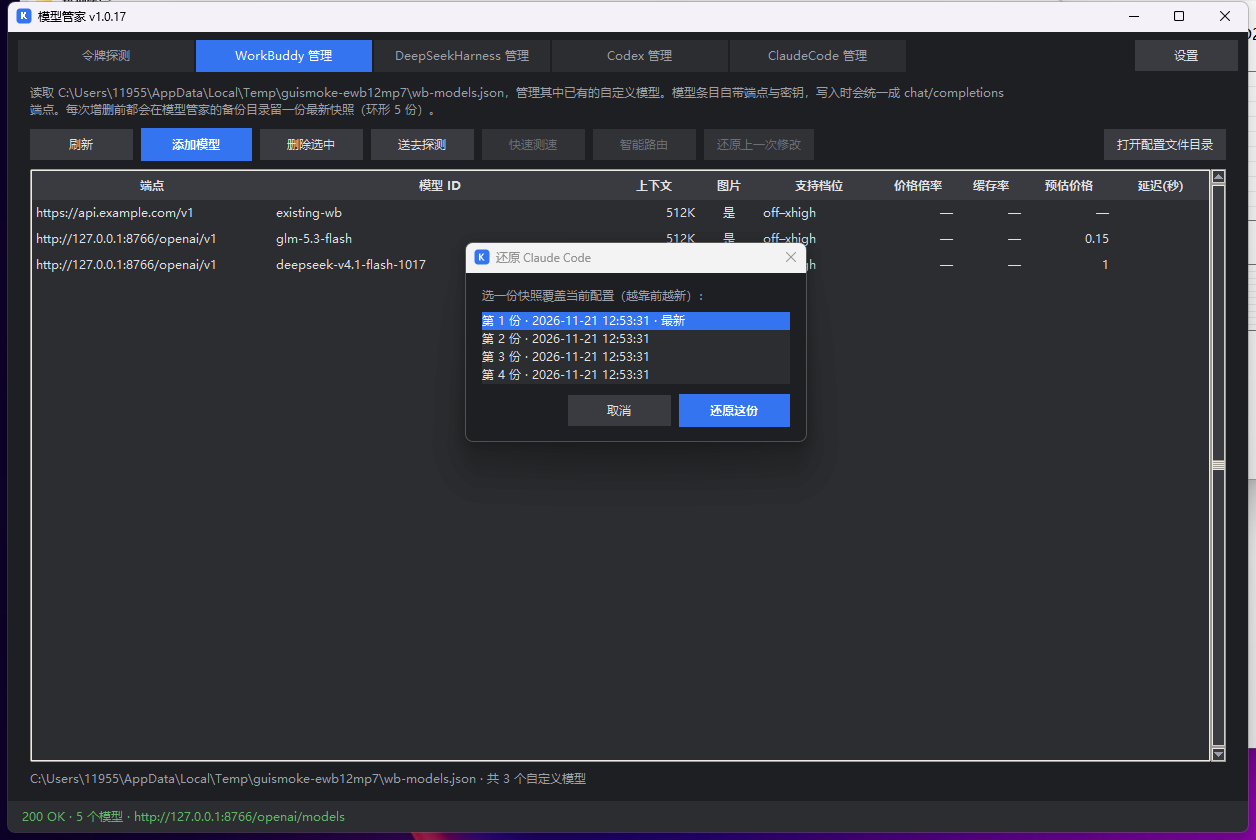 模型管家 v1.0.17
令牌探测 WorkBuddy 管理 DeepSeekHarness 管理 Codex 管理 ClaudeCode 管理 设置
读取 C:\Users\11955\AppData\Local\Temp\guismoke-ewb12mp7\wb-models.json，管理其中已有的自定义模型。模型条目自带端点与密钥，写入时会统一成 chat/completions
端点。每次增删前都会在模型管家的备份目录留一份最新快照（环形 5 份）。
刷新 添加模型 删除选中 送去探测 快速测速 智能路由 还原上一次修改 打开配置文件目录
端点 模型 ID 上下文 图片 支持档位 价格倍率 缓存率 预估价格 延迟(秒)
https://api.example.com/v1 existing-wb 512K 是 off–xhigh — — —
http://127.0.0.1:8766/openai/v1 glm-5.3-flash 512K 是 off–xhigh — — 0.15
http://127.0.0.1:8766/openai/v1 deepseek-v4.1-flash-1017 — — 1
还原 Claude Code
选一份快照覆盖当前配置（越靠前越新）：
第 1 份 · 2026-11-21 12:53:31 · 最新
第 2 份 · 2026-11-21 12:53:31
第 3 份 · 2026-11-21 12:53:31
第 4 份 · 2026-11-21 12:53:31
取消 还原这份
C:\Users\11955\AppData\Local\Temp\guismoke-ewb12mp7\wb-models.json · 共 3 个自定义模型
200 OK · 5 个模型 · http://127.0.0.1:8766/openai/models